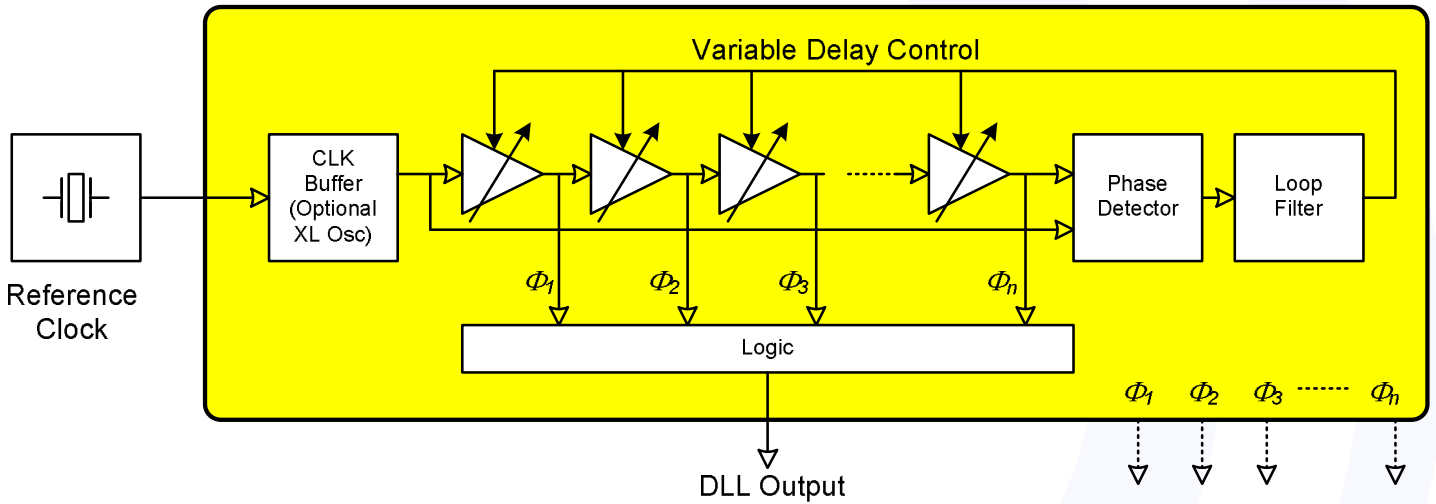 Variable Delay Control
CLK
Buffer
(Optional
XL Osc)
Phase
Detector
Loop
Filter
Reference
Clock
Φ1 Φ2 Φ3 Φn
Logic
Φ1 Φ2 Φ3 Φn
DLL Output